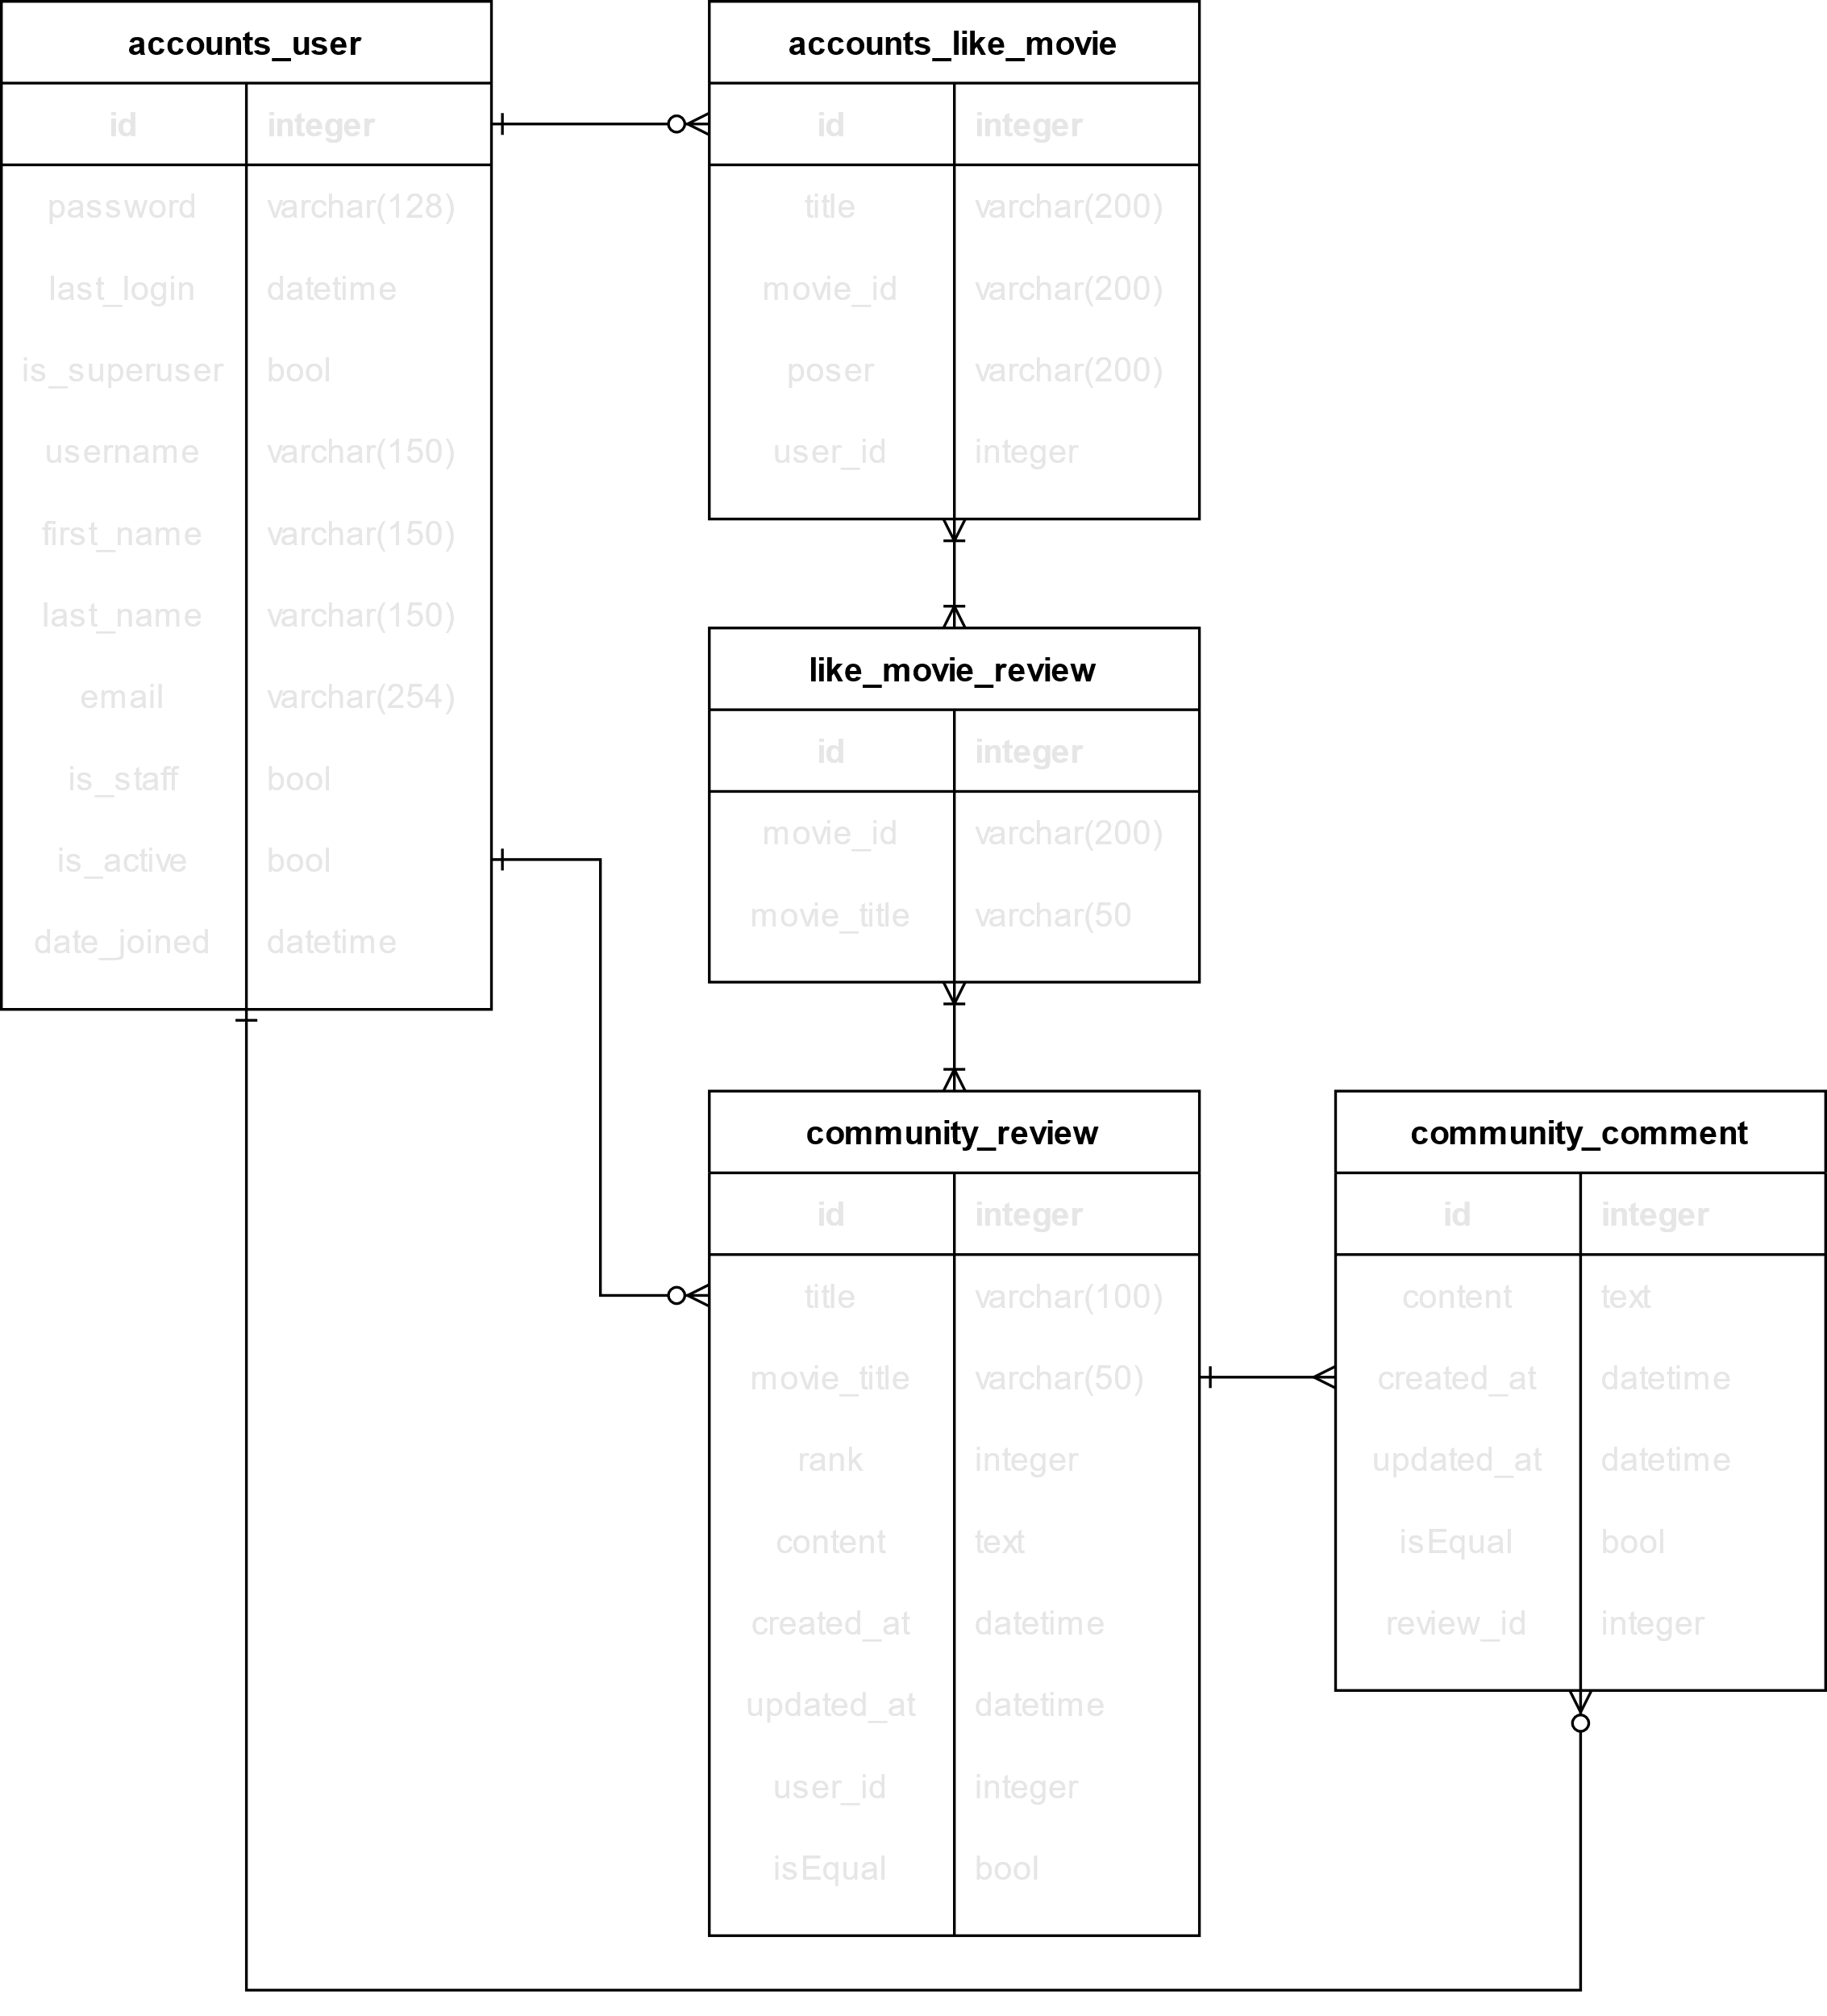 accounts_user
id integer
password varchar(128)
last_login datetime
is_superuser bool
username varchar(150)
first_name varchar(150)
last_name varchar(150)
email varchar(254)
is_staff bool
is_active bool
date_joined datetime
accounts_like_movie
id integer
title varchar(200)
movie_id varchar(200)
poser varchar(200)
user_id integer
like_movie_review
id integer
movie_id varchar(200)
movie_title varchar(50
community_review
id integer
title varchar(100)
movie_title varchar(50)
rank integer
content text
created_at datetime
updated_at datetime
user_id integer
isEqual bool
community_comment
id integer
content text
created_at datetime
updated_at datetime
isEqual bool
review_id integer